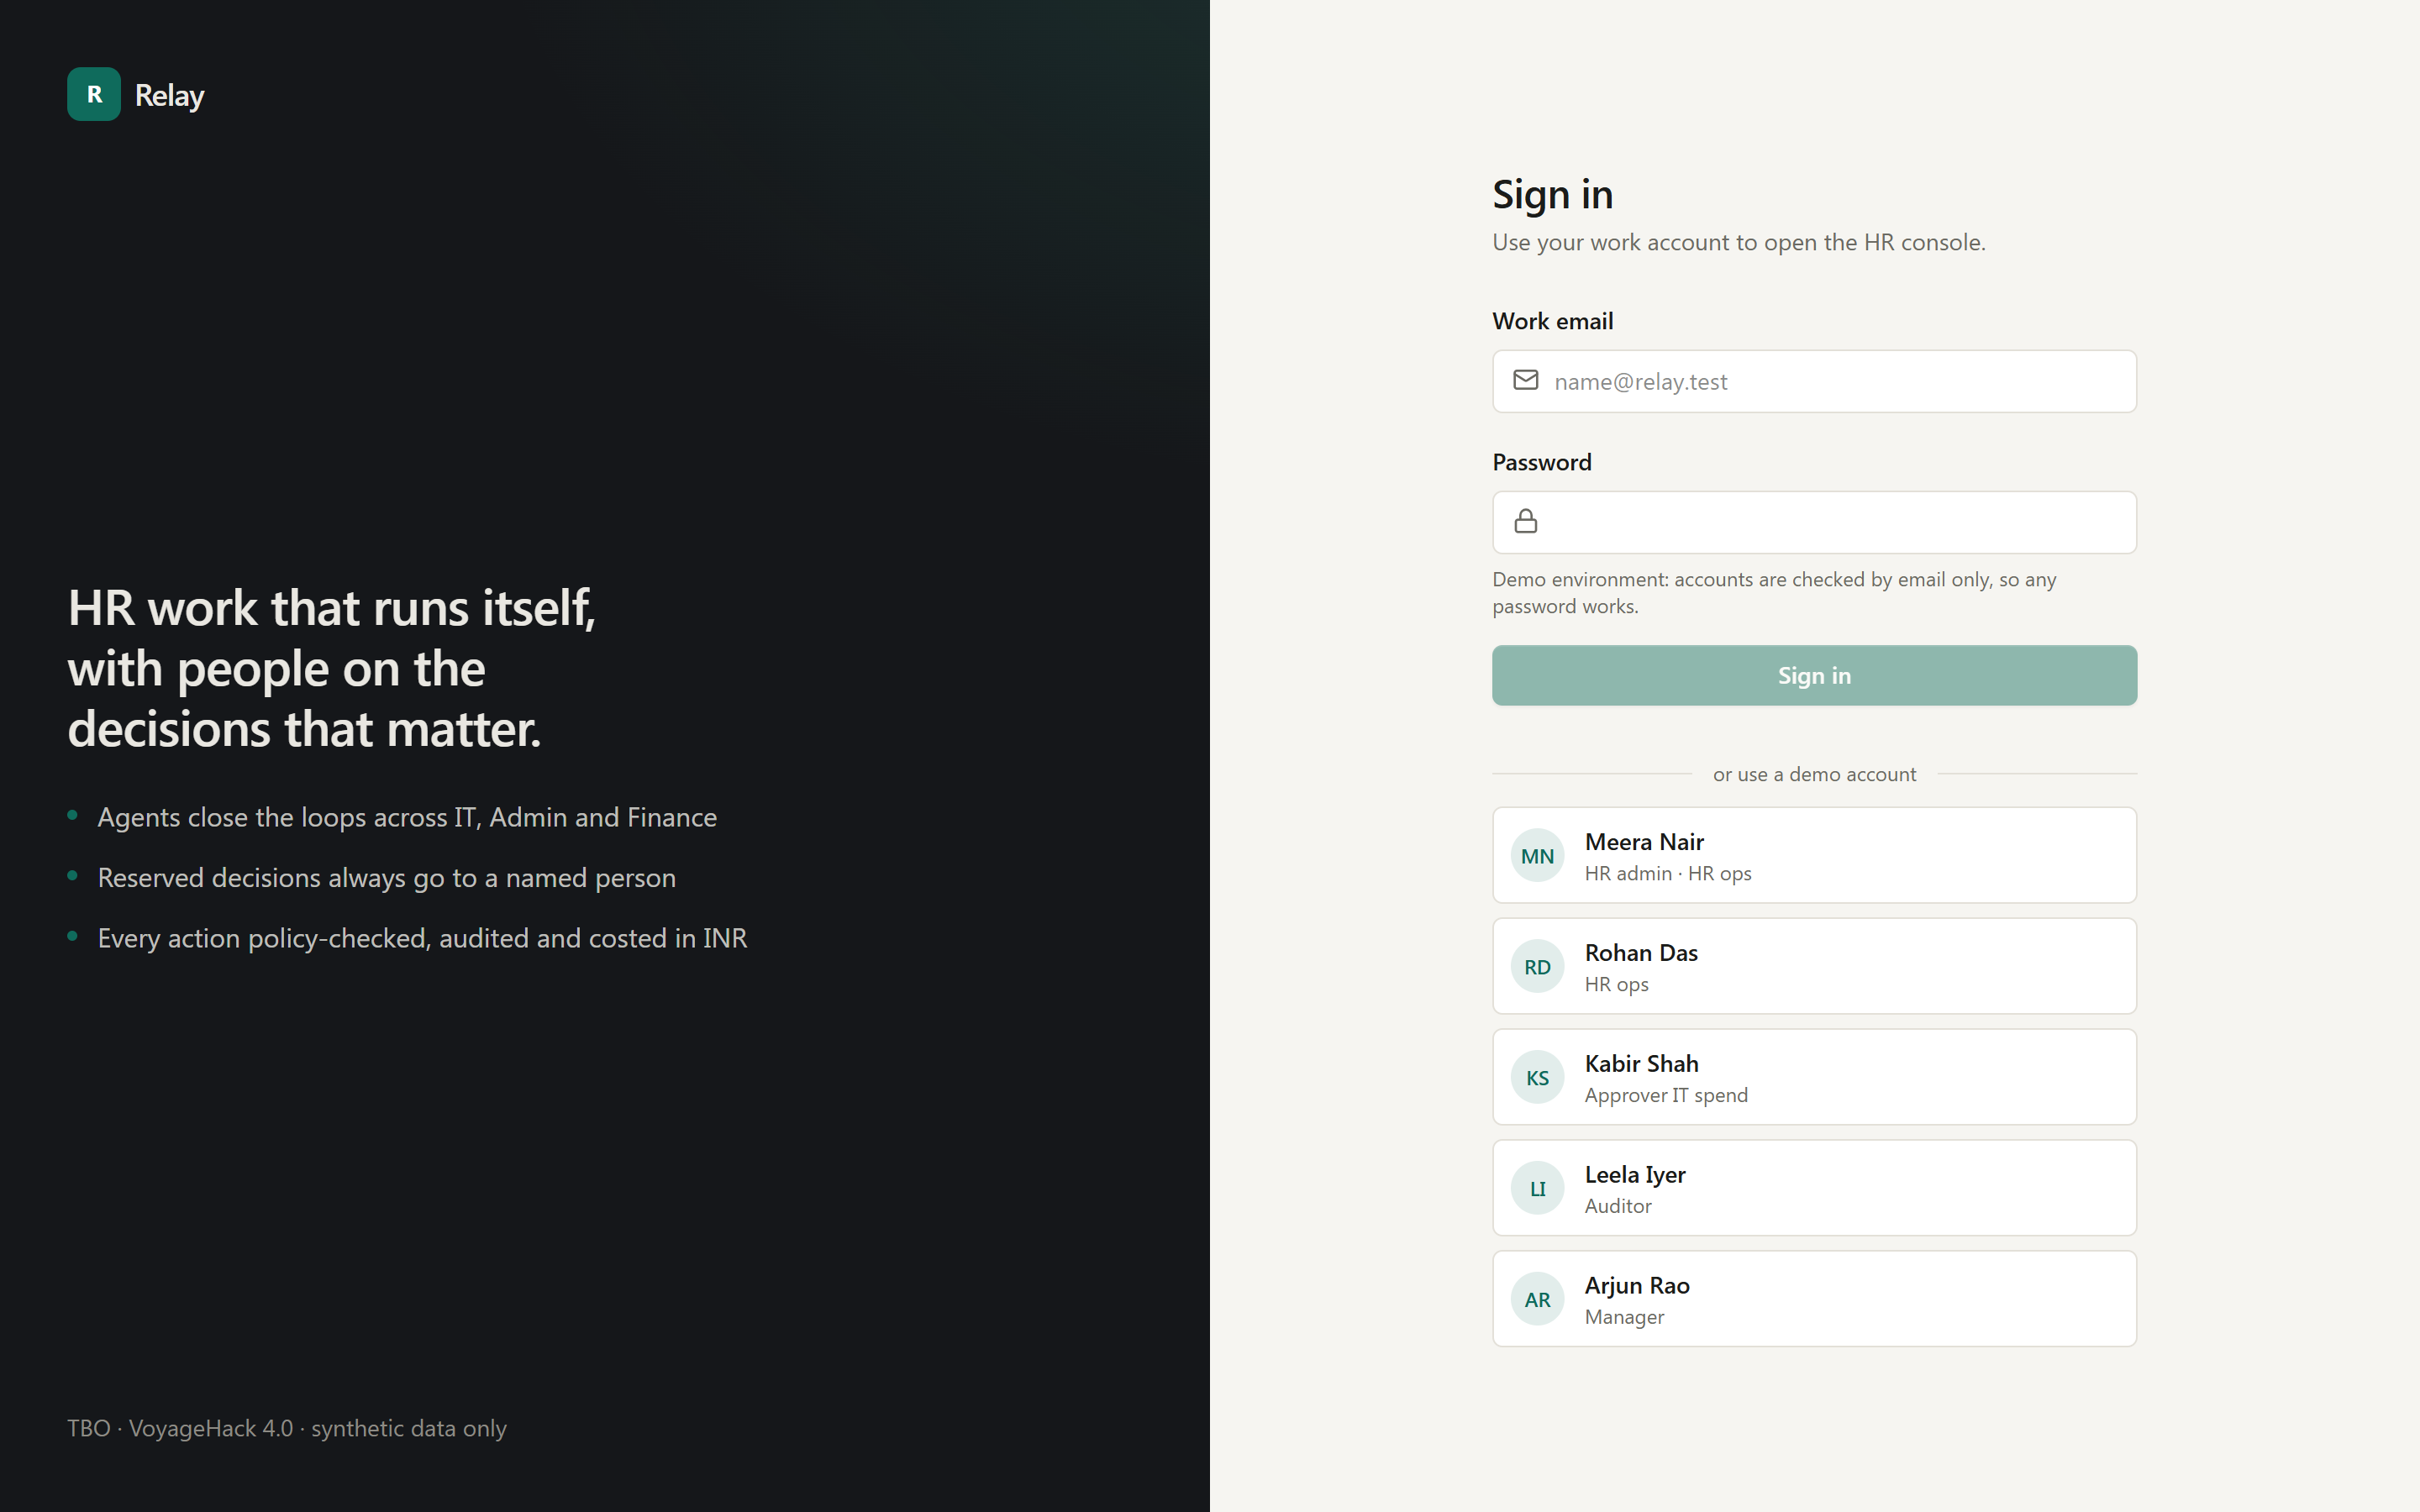 R
Relay
HR work that runs itself,
with people on the
decisions that matter.
Agents close the loops across IT, Admin and Finance
Reserved decisions always go to a named person
Every action policy-checked, audited and costed in INR
TBO · VoyageHack 4.0 · synthetic data only
Sign in
Use your work account to open the HR console.
Work email
name@relay.test
Password
Demo environment: accounts are checked by email only, so any
password works.
Sign in
or use a demo account
MN
Meera Nair
HR admin · HR ops
RD
Rohan Das
HR ops
KS
Kabir Shah
Approver IT spend
LI
Leela Iyer
Auditor
AR
Arjun Rao
Manager